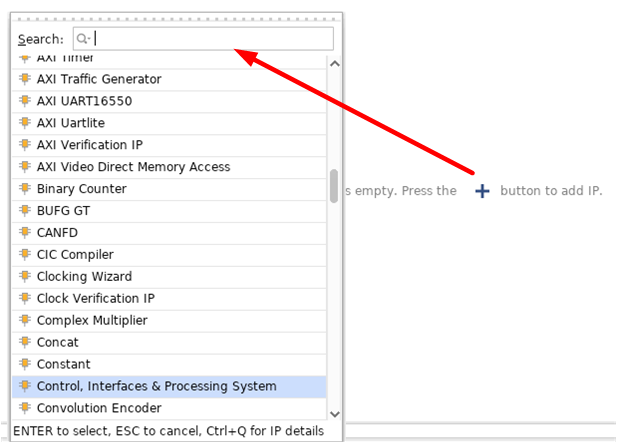 Search:
AXI Timer
AXI Traffic Generator
AXI UART16550
AXI Uartlite
AXI Verification IP
AXI Video Direct Memory Access
Binary Counter
s empty. Press the + button to add IP.
BUFG GT
CANFD
CIC Compiler
Clocking Wizard
Clock Verification IP
Complex Multiplier
Concat
Constant
Control, Interfaces & Processing System
Convolution Encoder
ENTER to select, ESC to cancel, Ctrl+Q for IP details